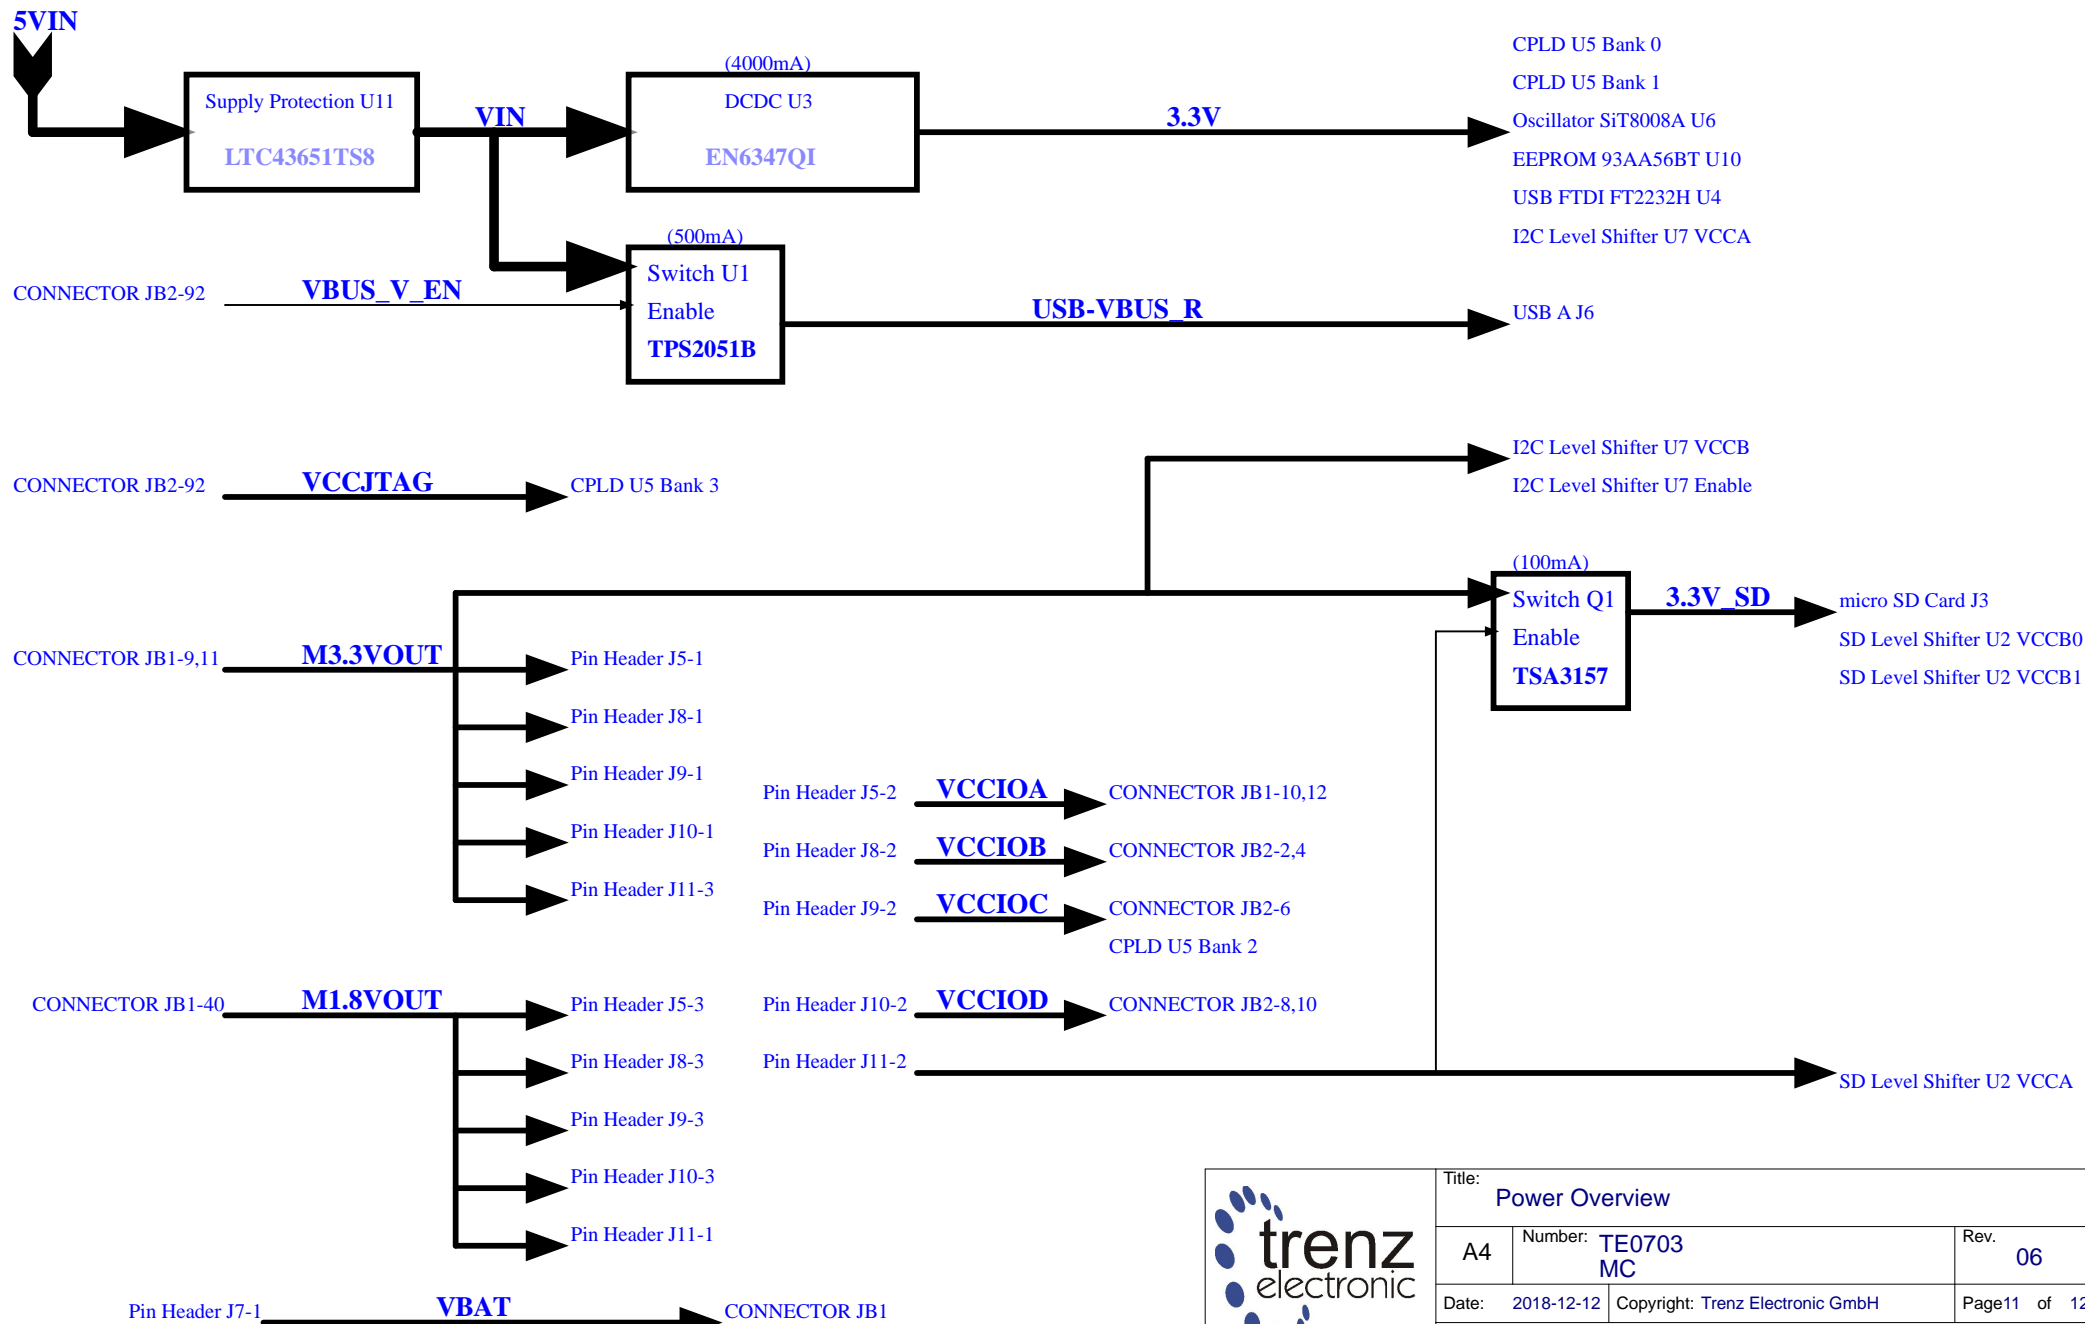 5VIN
(4000mA)
Supply Protection U11
LTC43651TS8
VIN
DCDC U3
EN6347QI
3.3V
CPLD U5 Bank 0
CPLD U5 Bank 1
Oscillator SiT8008A U6
EEPROM 93AA56BT U10
USB FTDI FT2232H U4
I2C Level Shifter U7 VCCA
(500mA)
CONNECTOR JB2-92
VBUS_V_EN
Switch U1
Enable
TPS2051B
USB-VBUS_R
USB A J6
CONNECTOR JB2-92
VCCJTAG
CPLD U5 Bank 3
I2C Level Shifter U7 VCCB
I2C Level Shifter U7 Enable
(100mA)
Switch Q1
Enable
TSA3157
3.3V_SD
micro SD Card J3
SD Level Shifter U2 VCCB0
SD Level Shifter U2 VCCB1
CONNECTOR JB1-9,11
M3.3VOUT
Pin Header J5-1
Pin Header J8-1
Pin Header J9-1
Pin Header J10-1
Pin Header J11-3
Pin Header J5-2
VCCIOA
CONNECTOR JB1-10,12
Pin Header J8-2
VCCIOB
CONNECTOR JB2-2,4
Pin Header J9-2
VCCIOC
CONNECTOR JB2-6
CPLD U5 Bank 2
CONNECTOR JB1-40
M1.8VOUT
Pin Header J5-3
Pin Header J8-3
Pin Header J9-3
Pin Header J10-3
Pin Header J11-1
Pin Header J10-2
VCCIOD
CONNECTOR JB2-8,10
Pin Header J11-2
SD Level Shifter U2 VCCA
Pin Header J7-1
VBAT
CONNECTOR JB1
trenz
electronic
Title:
Power Overview
A4
Number: TE0703
MC
Rev.
06
Date: 2018-12-12
Copyright: Trenz Electronic GmbH
Page11 of 12